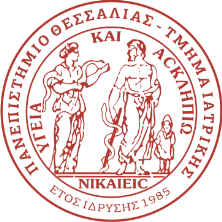 ΠΑΝΕΠΙΣΤΗΜΙΟ ΘΕΣΣΑΛΙΑΣ - ΤΜΗΜΑ ΙΑΤΡΙΚΗΣ
ΥΓΕΙΑ
ΚΑΙ
ΑϹΚΛΗΠΙΩ
ΝΙΚΑΙΕΙϹ
ΕΤΟΣ ΙΔΡΥΣΗΣ 1985